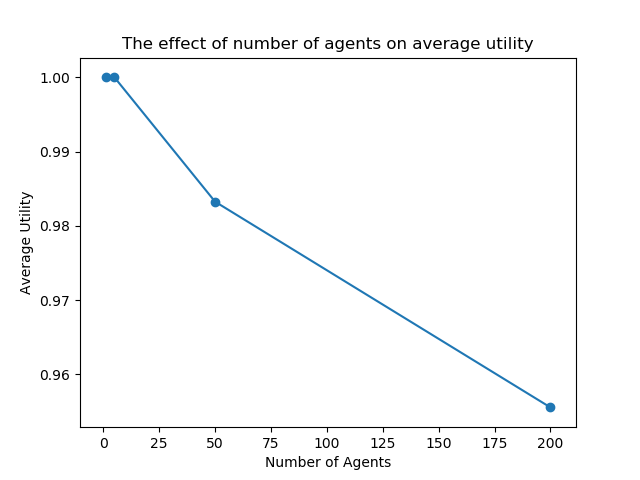 The effect of number of agents on average utility
1.00
0.99
0.98
0.97
0.96
Average Utility
0 25 50 75 100 125 150 175 200
Number of Agents